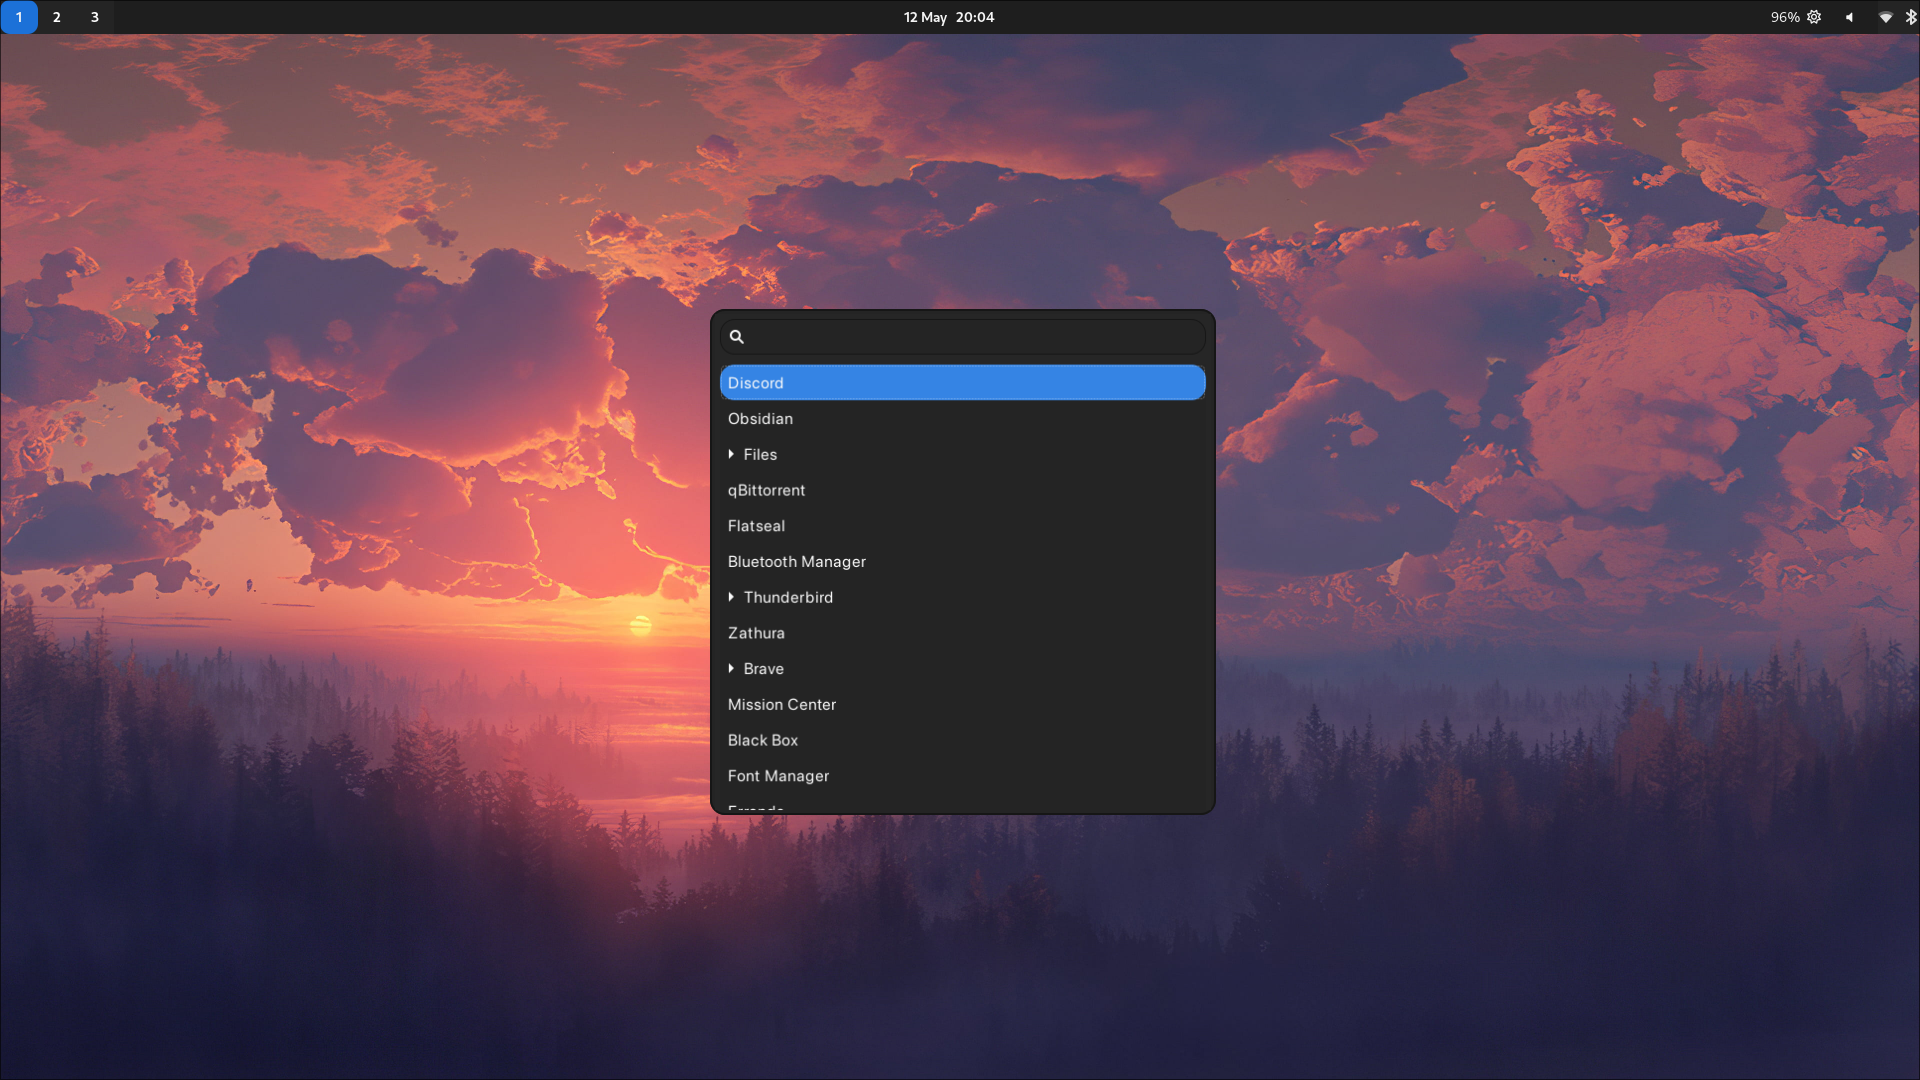 1 2 3 12 May 20:04 96%
Discord
Obsidian
Files
qBittorrent
Flatseal
Bluetooth Manager
Thunderbird
Zathura
Brave
Mission Center
Black Box
Font Manager